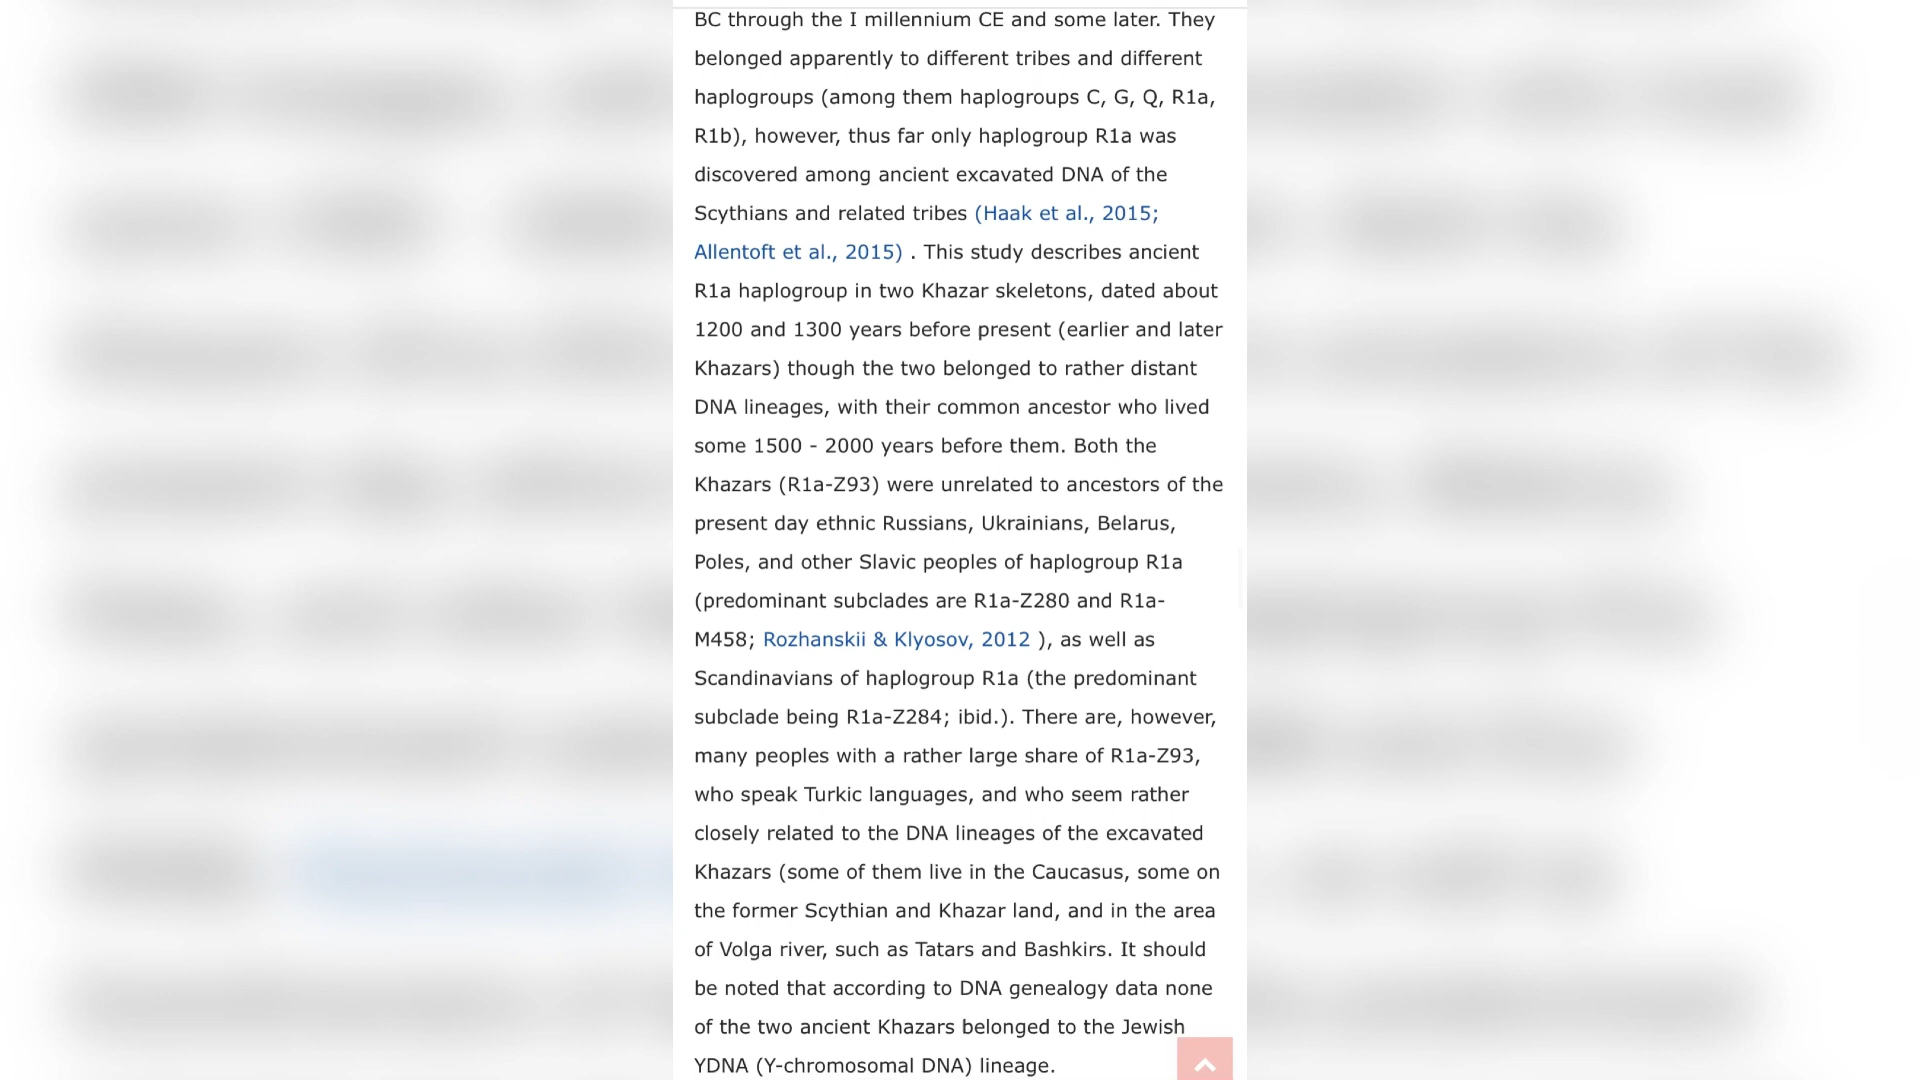 BC through the I millennium CE and some later. They
belonged apparently to different tribes and different
haplogroups (among them haplogroups C, G, Q, R1a,
R1b), however, thus far only haplogroup R1a was
discovered among ancient excavated DNA of the
Scythians and related tribes (Haak et al., 2015;
Allentoft et al., 2015) . This study describes ancient
R1a haplogroup in two Khazar skeletons, dated about
1200 and 1300 years before present (earlier and later
Khazars) though the two belonged to rather distant
DNA lineages, with their common ancestor who lived
some 1500 - 2000 years before them. Both the
Khazars (R1a-Z93) were unrelated to ancestors of the
present day ethnic Russians, Ukrainians, Belarus,
Poles, and other Slavic peoples of haplogroup R1a
(predominant subclades are R1a-Z280 and R1a-
M458; Rozhanskii & Klyosov, 2012 ), as well as
Scandinavians of haplogroup R1a (the predominant
subclade being R1a-Z284; ibid.). There are, however,
many peoples with a rather large share of R1a-Z93,
who speak Turkic languages, and who seem rather
closely related to the DNA lineages of the excavated
Khazars (some of them live in the Caucasus, some on
the former Scythian and Khazar land, and in the area
of Volga river, such as Tatars and Bashkirs. It should
be noted that according to DNA genealogy data none
of the two ancient Khazars belonged to the Jewish
YDNA (Y-chromosomal DNA) lineage.